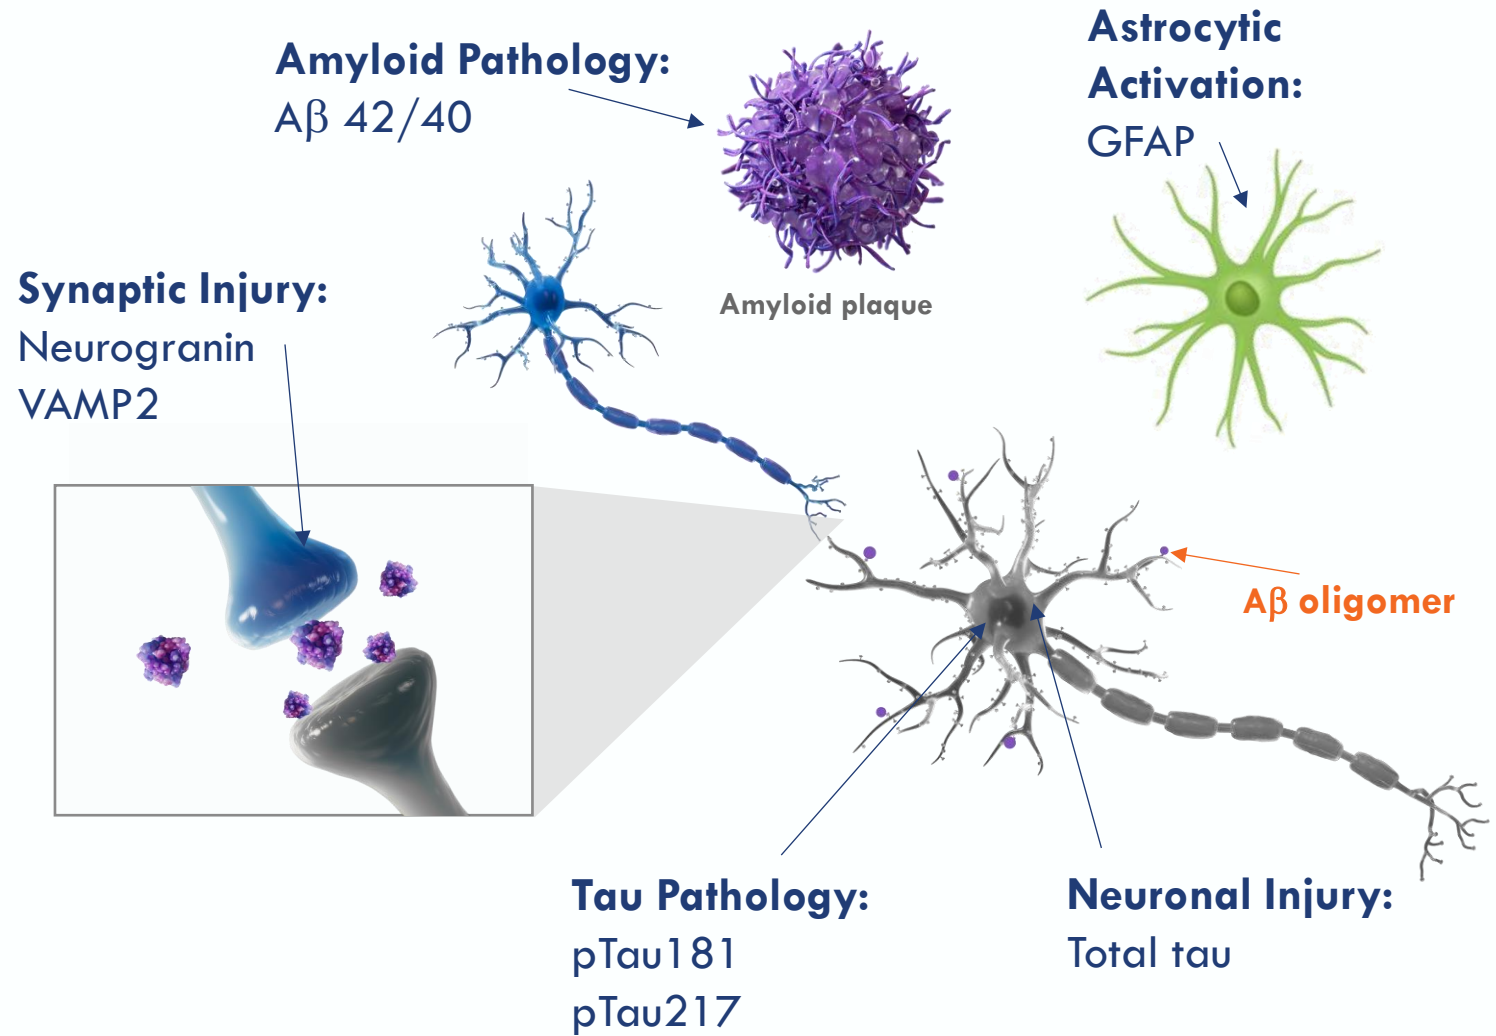 Amyloid Pathology:
Aβ 42/40
Astrocytic
Activation:
GFAP
Amyloid plaque
Synaptic Injury:
Neurogranin
VAMP2
Aβ oligomer
Tau Pathology:
pTau181
pTau217
Neuronal Injury:
Total tau